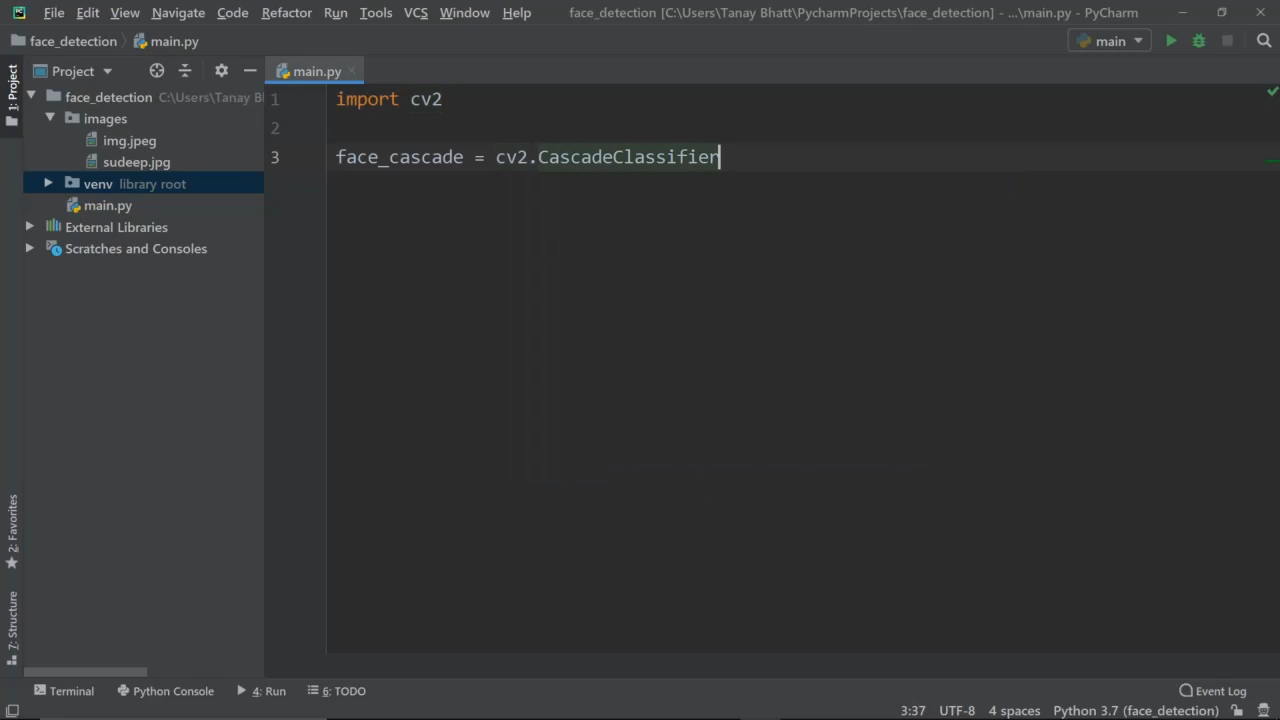 File Edit View Navigate Code Refactor Run Tools VCS Window Help face_detection [C:\Users\Tanay Bhatt\PycharmProjects\face_detection] - ...\main.py - PyCharm
face_detection main.py main
1: Project
Project main.py
face_detection C:\Users\Tanay Bl
images
img.jpeg
sudeep.jpg
venv library root
main.py
External Libraries
Scratches and Consoles
1 import cv2
2
3 face_cascade = cv2.CascadeClassifier
2: Favorites
7: Structure
Terminal Python Console 4: Run 6: TODO Event Log
3:37 UTF-8 4 spaces Python 3.7 (face_detection)